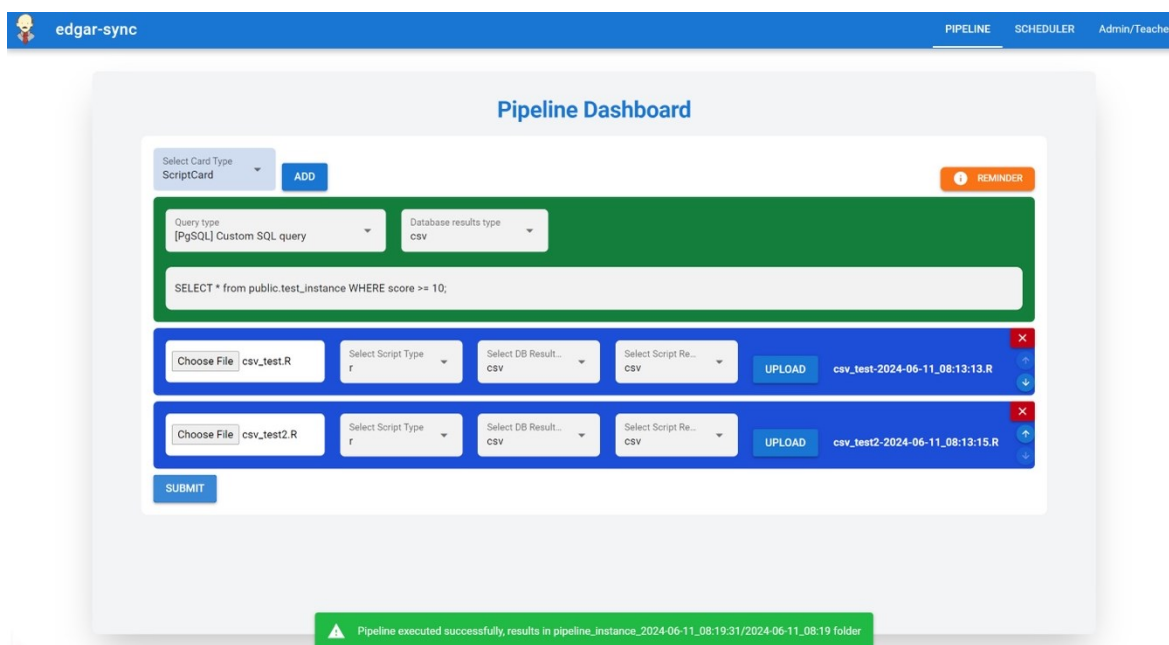 edgar-sync
PIPELINE SCHEDULER Admin/Teache
Pipeline Dashboard
Select Card Type
ScriptCard
ADD
REMINDER
Query type
[PgSQL] Custom SQL query
Database results type
csv
SELECT * from public.test_instance WHERE score >= 10;
Choose File csv_test.R
Select Script Type
r
Select DB Result...
csv
Select Script Re...
csv
UPLOAD
csv_test-2024-06-11_08:13:13.R
Choose File csv_test2.R
Select Script Type
r
Select DB Result...
csv
Select Script Re...
csv
UPLOAD
csv_test2-2024-06-11_08:13:15.R
SUBMIT
Pipeline executed successfully, results in pipeline_instance_2024-06-11_08:19:31/2024-06-11_08:19 folder